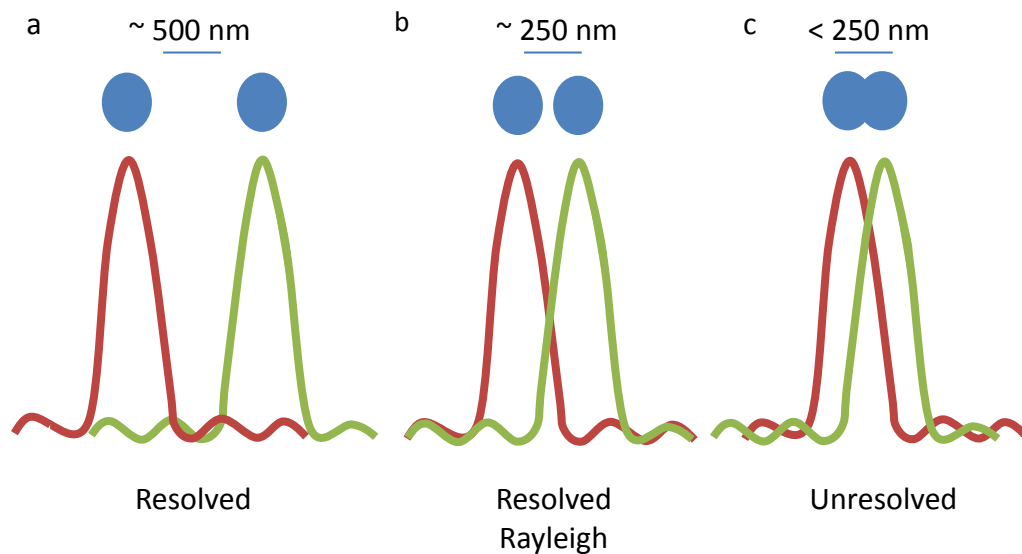 a
~ 500 nm
b
~ 250 nm
c
< 250 nm
Resolved
Resolved
Rayleigh
Unresolved